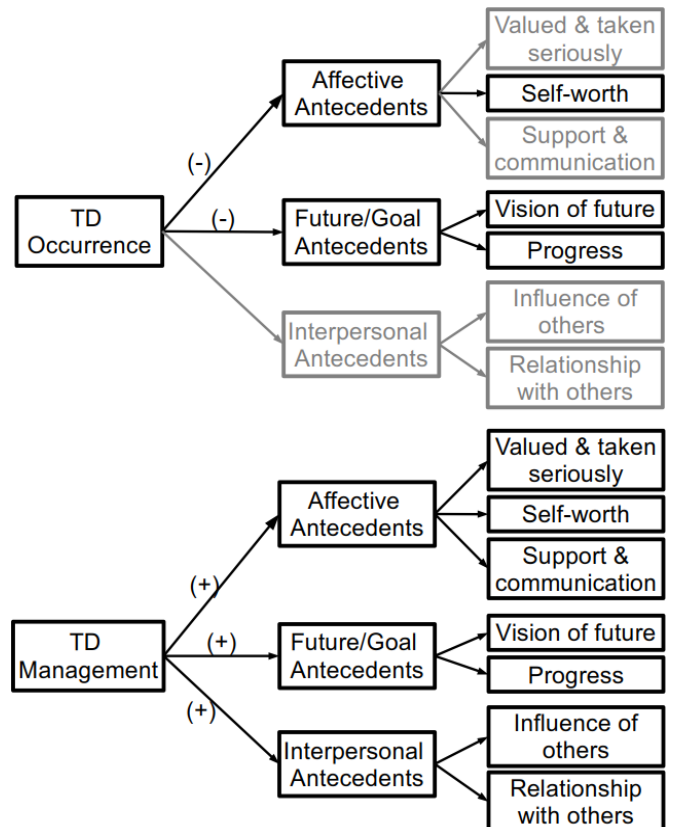 Valued & taken
seriously
Affective
Antecedents
Self-worth
Support &
communication
(-)
TD
Occurrence
(-)
Future/Goal
Antecedents
Vision of future
Progress
Interpersonal
Antecedents
Influence of
others
Relationship
with others
Valued & taken
seriously
Affective
Antecedents
Self-worth
Support &
communication
(+)
TD
Management
(+)
Future/Goal
Antecedents
Vision of future
Progress
(+)
Interpersonal
Antecedents
Influence of
others
Relationship
with others